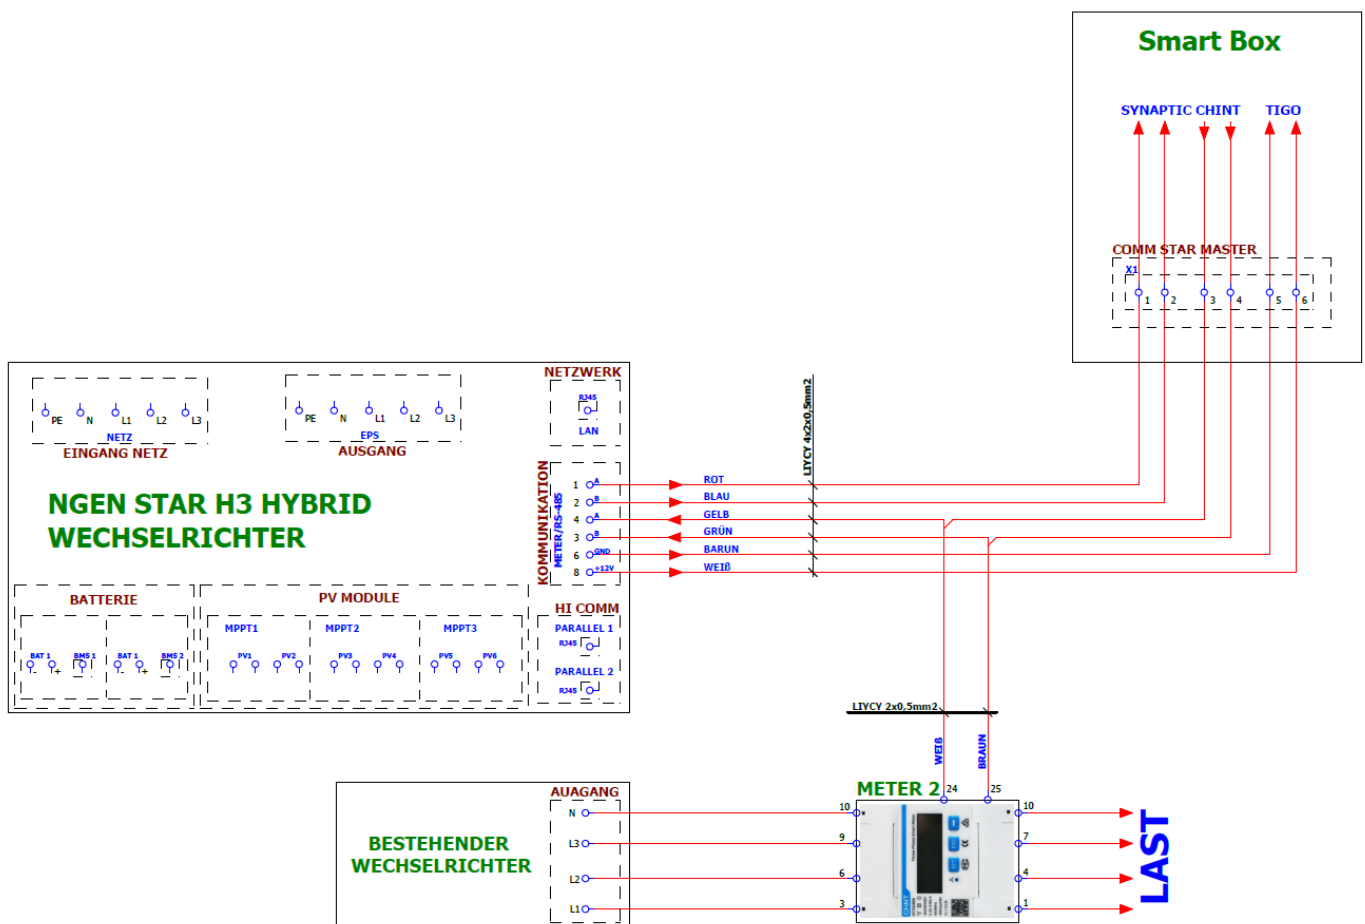 Smart Box
SYNAPTIC CHINT TIGO
COMM STAR MASTER
X1
1 2 3 4 5 6
NETZWERK
RJ45
LAN
PE N L1 L2 L3
NETZ
EINGANG NETZ
PE N L1 L2 L3
EPS
AUSGANG
NGEN STAR H3 HYBRID
WECHSELRICHTER
KOMMUNIKATION
METER/RS-485
1 A ROT
2 B BLAU
4 A GELB
3 B GRÜN
6 GND BARUN
8 +12V WEIß
LIYCY 4x2x0,5mm2
BATTERIE
BAT 1 BMS 1 BAT 1 BMS 2
- + - +
PV MODULE
MPPT1 MPPT2 MPPT3
PV1 PV2 PV3 PV4 PV5 PV6
HI COMM
PARALLEL 1
RJ45
PARALLEL 2
RJ45
LIYCY 2x0,5mm2
WEIß
BRAUN
METER 2
24 25
BESTEHENDER
WECHSELRICHTER
AUAGANG
N
L3
L2
L1
10 10
9 7
6 4
3 1
CHNT
LAST